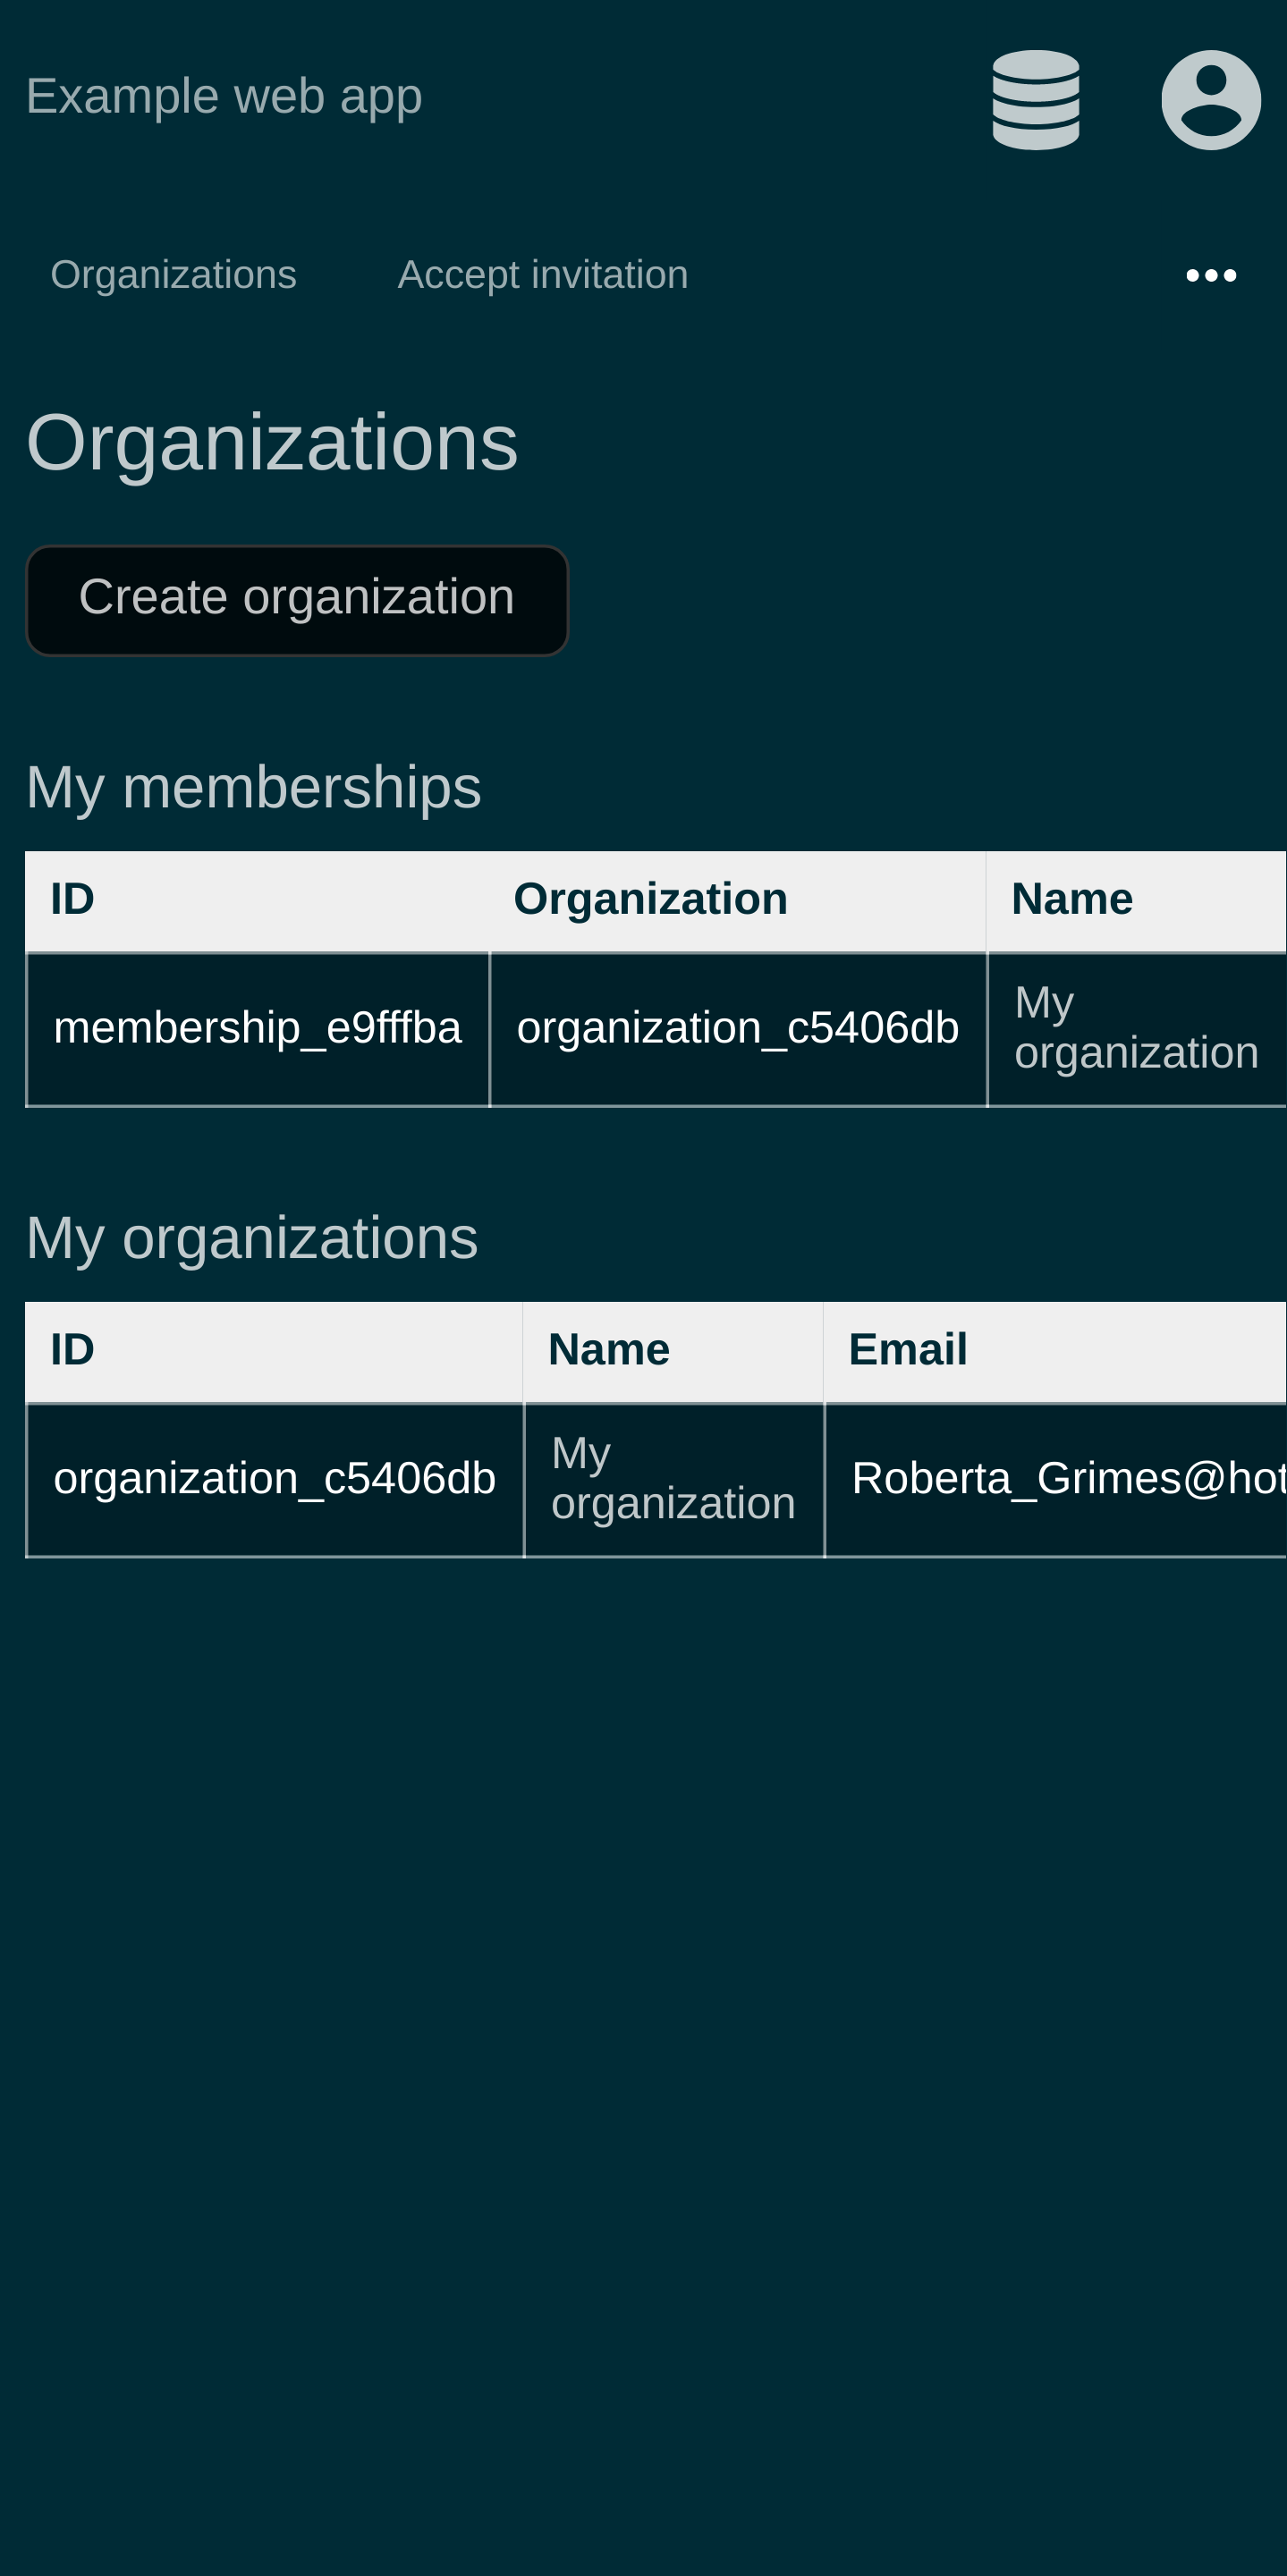 Example web app
Organizations Accept invitation
Organizations
Create organization
My memberships
ID Organization Name
membership_e9fffba organization_c5406db My organization
My organizations
ID Name Email
organization_c5406db My organization Roberta_Grimes@hot